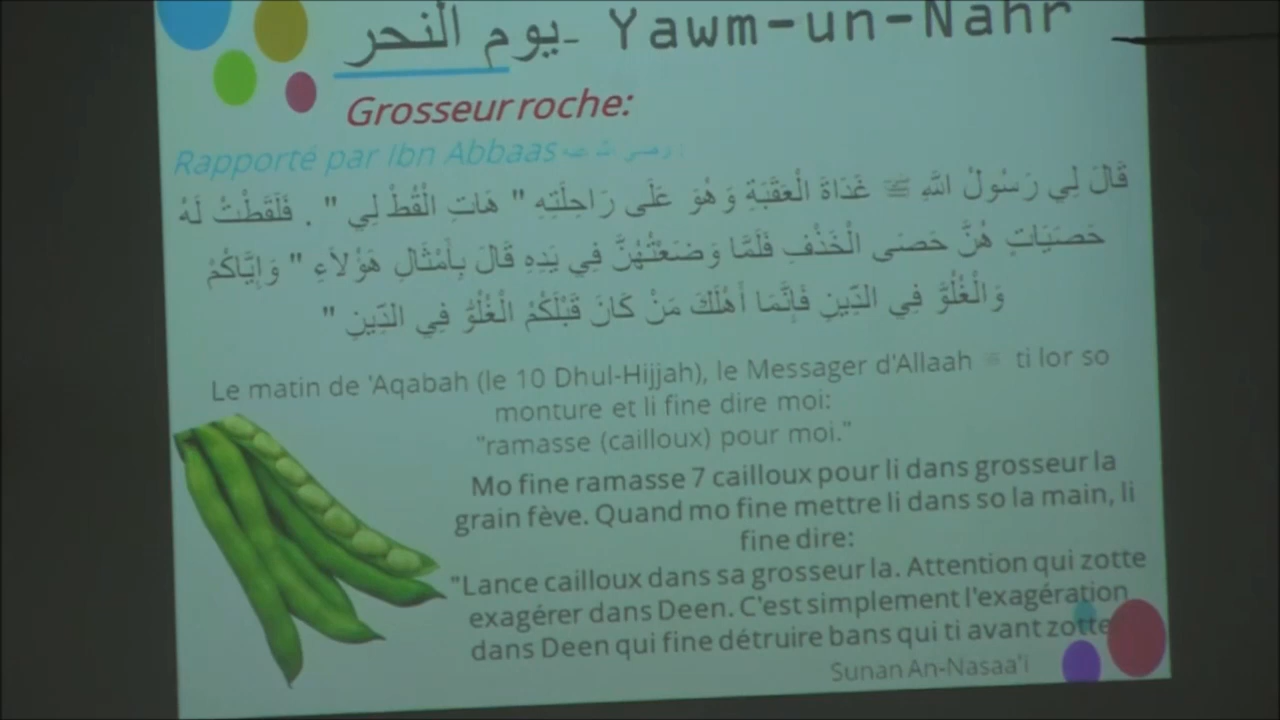 يوم النحر - Yawm-un-Nahr
Grosseur roche:
Rapporté par Ibn Abbaas
قَالَ لِي رَسُولُ اللَّهِ ﷺ غَدَاةَ الْعَقَبَةِ وَهُوَ عَلَى رَاحِلَتِهِ " هَاتِ الْقُطْ لِي " . فَلَقَطْتُ لَهُ
حَصَيَاتٍ هُنَّ حَصَى الْخَذْفِ فَلَمَّا وَضَعْتُهُنَّ فِي يَدِهِ قَالَ بِأَمْثَالِ هَؤُلاَءِ " وَإِيَّاكُمْ
وَالْغُلُوَّ فِي الدِّينِ فَإِنَّمَا أَهْلَكَ مَنْ كَانَ قَبْلَكُمُ الْغُلُوُّ فِي الدِّينِ "
Le matin de 'Aqabah (le 10 Dhul-Hijjah), le Messager d'Allaah ﷺ ti lor so
monture et li fine dire moi:
"ramasse (cailloux) pour moi."
Mo fine ramasse 7 cailloux pour li dans grosseur la
grain fève. Quand mo fine mettre li dans so la main, li
fine dire:
"Lance cailloux dans sa grosseur la. Attention qui zotte
exagérer dans Deen. C'est simplement l'exagération
dans Deen qui fine détruire bans qui ti avant zotte
Sunan An-Nasaa'i